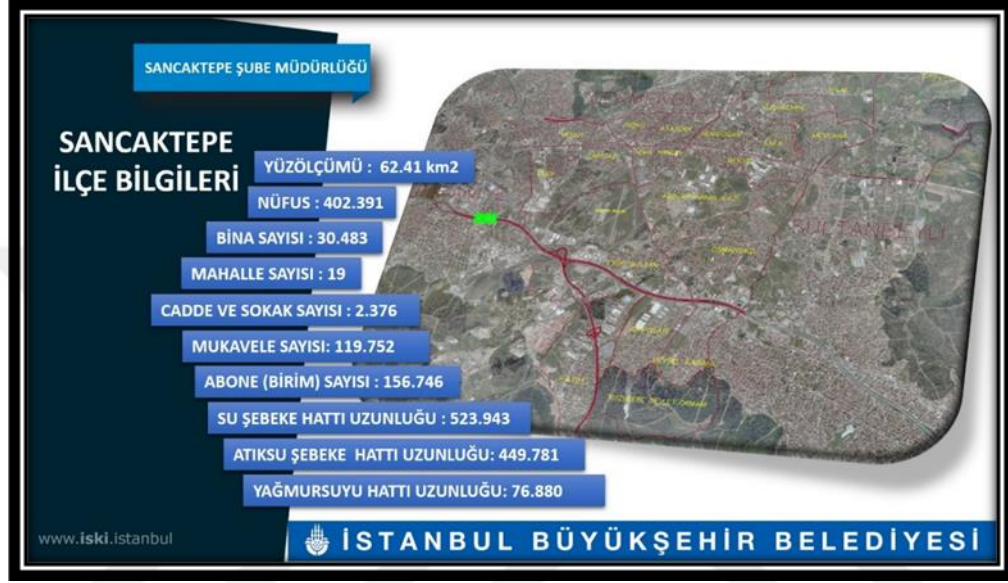 SANCAKTEPE ŞUBE MÜDÜRLÜĞÜ
SANCAKTEPE
İLÇE BİLGİLERİ
YÜZÖLÇÜMÜ : 62.41 km2
NÜFUS : 402.391
BİNA SAYISI : 30.483
MAHALLE SAYISI : 19
CADDE VE SOKAK SAYISI : 2.376
MUKAVELE SAYISI: 119.752
ABONE (BİRİM) SAYISI : 156.746
SU ŞEBEKE HATTI UZUNLUĞU : 523.943
ATIKSU ŞEBEKE HATTI UZUNLUĞU: 449.781
YAĞMURSUYU HATTI UZUNLUĞU: 76.880
SULTANBEYLİ
www.iski.istanbul
İSTANBUL BÜYÜKŞEHİR BELEDİYESİ